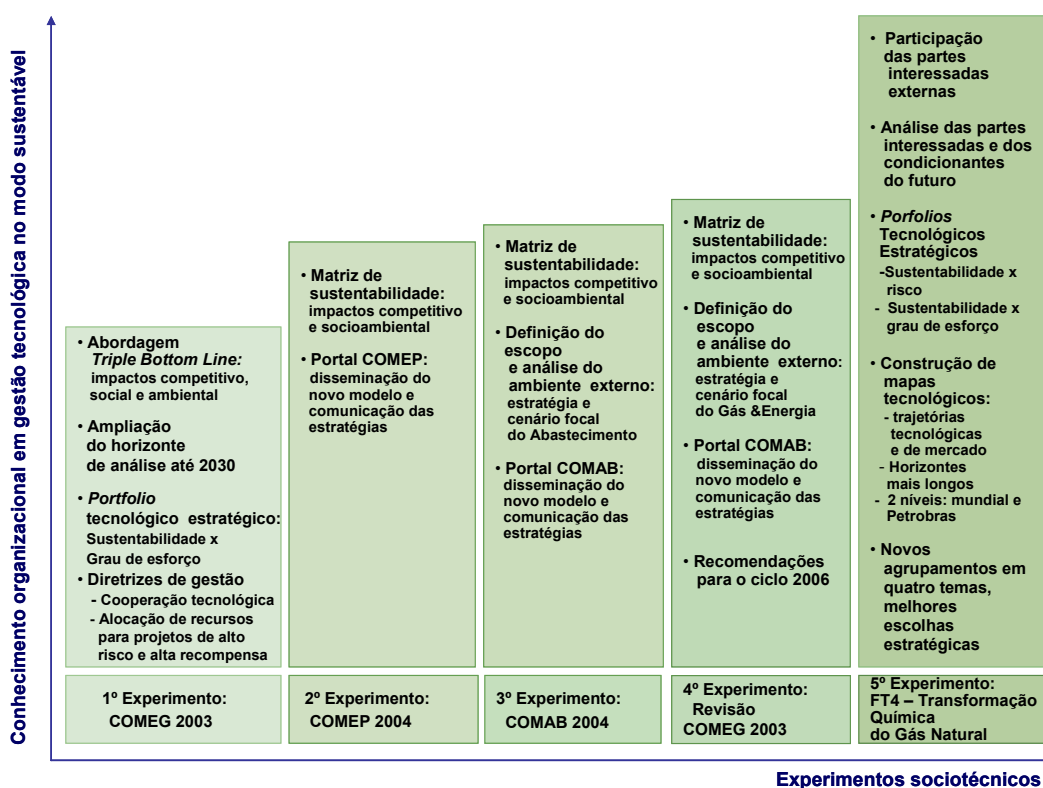 Conhecimento organizacional em gestão tecnológica no modo sustentável
• Abordagem
Triple Bottom Line:
impactos competitivo,
social e ambiental
• Ampliação
do horizonte
de análise até 2030
• Portfolio
tecnológico estratégico:
Sustentabilidade x
Grau de esforço
• Diretrizes de gestão
- Cooperação tecnológica
- Alocação de recursos
para projetos de alto
risco e alta recompensa
1º Experimento:
COMEG 2003
• Matriz de
sustentabilidade:
impactos competitivo
e socioambiental
• Portal COMEP:
disseminação do
novo modelo e
comunicação das
estratégias
2º Experimento:
COMEP 2004
• Matriz de
sustentabilidade:
impactos competitivo
e socioambiental
• Definição do
escopo
e análise do
ambiente externo:
estratégia e
cenário focal
do Abastecimento
• Portal COMAB:
disseminação do
novo modelo e
comunicação das
estratégias
3º Experimento:
COMAB 2004
• Matriz de
sustentabilidade:
impactos competitivo
e socioambiental
• Definição do
escopo
e análise do
ambiente externo:
estratégia e
cenário focal
do Gás &Energia
• Portal COMAB:
disseminação do
novo modelo e
comunicação das
estratégias
• Recomendações
para o ciclo 2006
4º Experimento:
Revisão
COMEG 2003
• Participação
das partes
interessadas
externas
• Análise das partes
interessadas e dos
condicionantes
do futuro
• Porfolios
Tecnológicos
Estratégicos
-Sustentabilidade x
risco
- Sustentabilidade x
grau de esforço
• Construção de
mapas
tecnológicos:
- trajetórias
tecnológicas
e de mercado
- Horizontes
mais longos
- 2 níveis: mundial e
Petrobras
• Novos
agrupamentos em
quatro temas,
melhores
escolhas
estratégicas
5º Experimento:
FT4 – Transformação
Química
do Gás Natural
Experimentos sociotécnicos